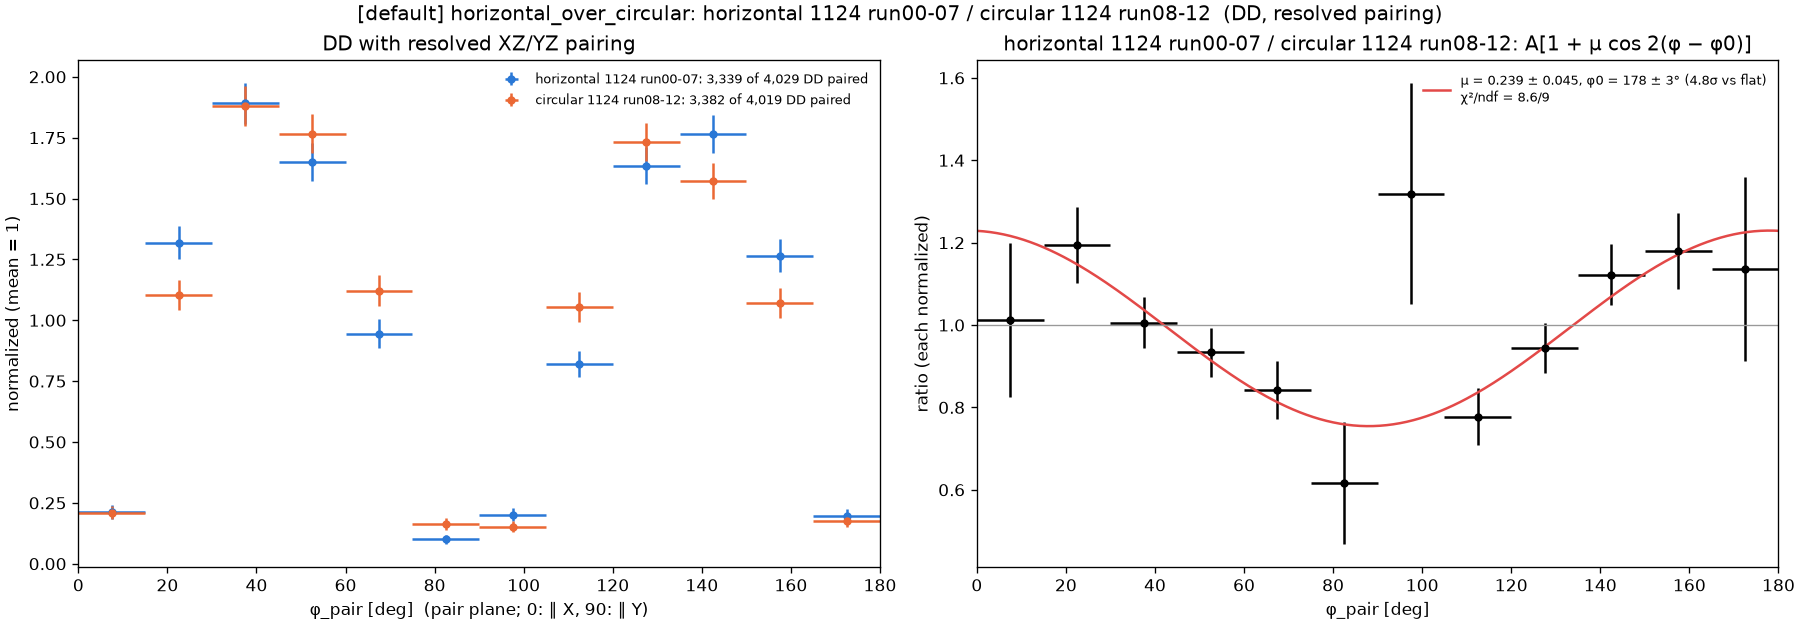 [default] horizontal_over_circular: horizontal 1124 run00-07 / circular 1124 run08-12  (DD, resolved pairing)
DD with resolved XZ/YZ pairing
normalized (mean = 1)
2.00
1.75
1.50
1.25
1.00
0.75
0.50
0.25
0.00
horizontal 1124 run00-07: 3,339 of 4,029 DD paired
circular 1124 run08-12: 3,382 of 4,019 DD paired
0 20 40 60 80 100 120 140 160 180
φ_pair [deg]  (pair plane; 0: ∥ X, 90: ∥ Y)
horizontal 1124 run00-07 / circular 1124 run08-12: A[1 + μ cos 2(φ − φ0)]
ratio (each normalized)
1.6
1.4
1.2
1.0
0.8
0.6
μ = 0.239 ± 0.045, φ0 = 178 ± 3° (4.8σ vs flat)
χ²/ndf = 8.6/9
0 20 40 60 80 100 120 140 160 180
φ_pair [deg]